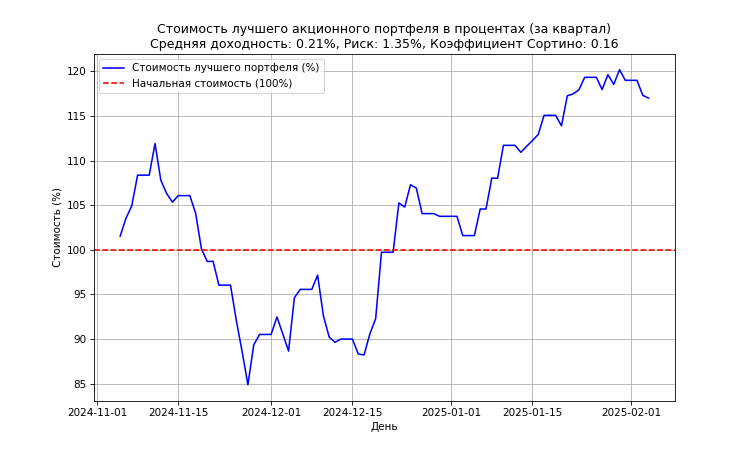 Стоимость лучшего акционного портфеля в процентах (за квартал)
Средняя доходность: 0.21%, Риск: 1.35%, Коэффициент Сортино: 0.16
Стоимость лучшего портфеля (%)
Начальная стоимость (100%)
Стоимость (%)
120
115
110
105
100
95
90
85
2024-11-01
2024-11-15
2024-12-01
2024-12-15
2025-01-01
2025-01-15
2025-02-01
День